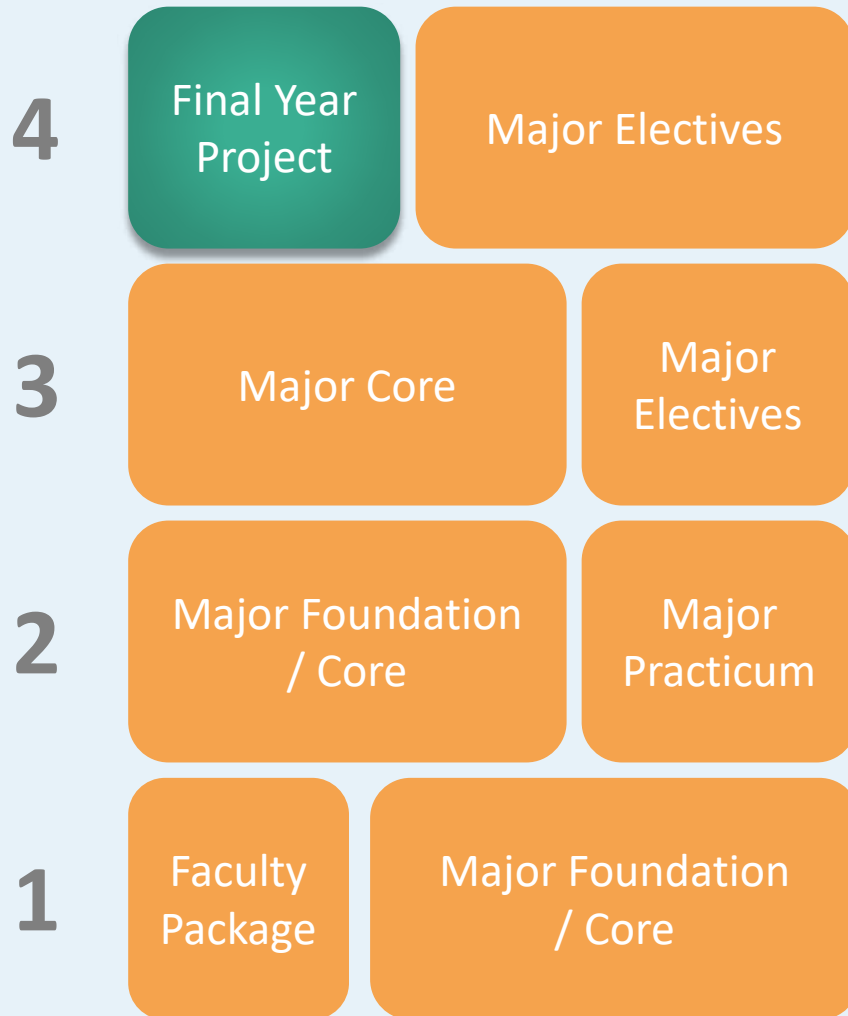 4
Final Year
Project
Major Electives
3
Major Core
Major
Electives
2
Major Foundation
/ Core
Major
Practicum
1
Faculty
Package
Major Foundation
/ Core